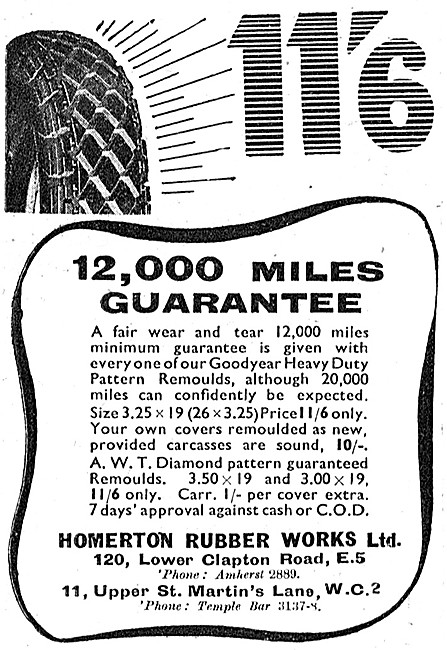 11'6
12,000 MILES
GUARANTEE
A fair wear and tear 12,000 miles
minimum guarantee is given with
every one of our Goodyear Heavy Duty
Pattern Remoulds, although 20,000
miles can confidently be expected.
Size 3.25 × 19 (26 × 3.25) Price 11/6 only.
Your own covers remoulded as new,
provided carcasses are sound, 10/-.
A. W. T. Diamond pattern guaranteed
Remoulds. 3.50 × 19 and 3.00 × 19,
11/6 only. Carr. 1/- per cover extra.
7 days' approval against cash or C.O.D.
HOMERTON RUBBER WORKS Ltd.
120, Lower Clapton Road, E.5
'Phone: Amherst 2889.
11, Upper St. Martin's Lane, W.C.2
'Phone: Temple Bar 3137-8.